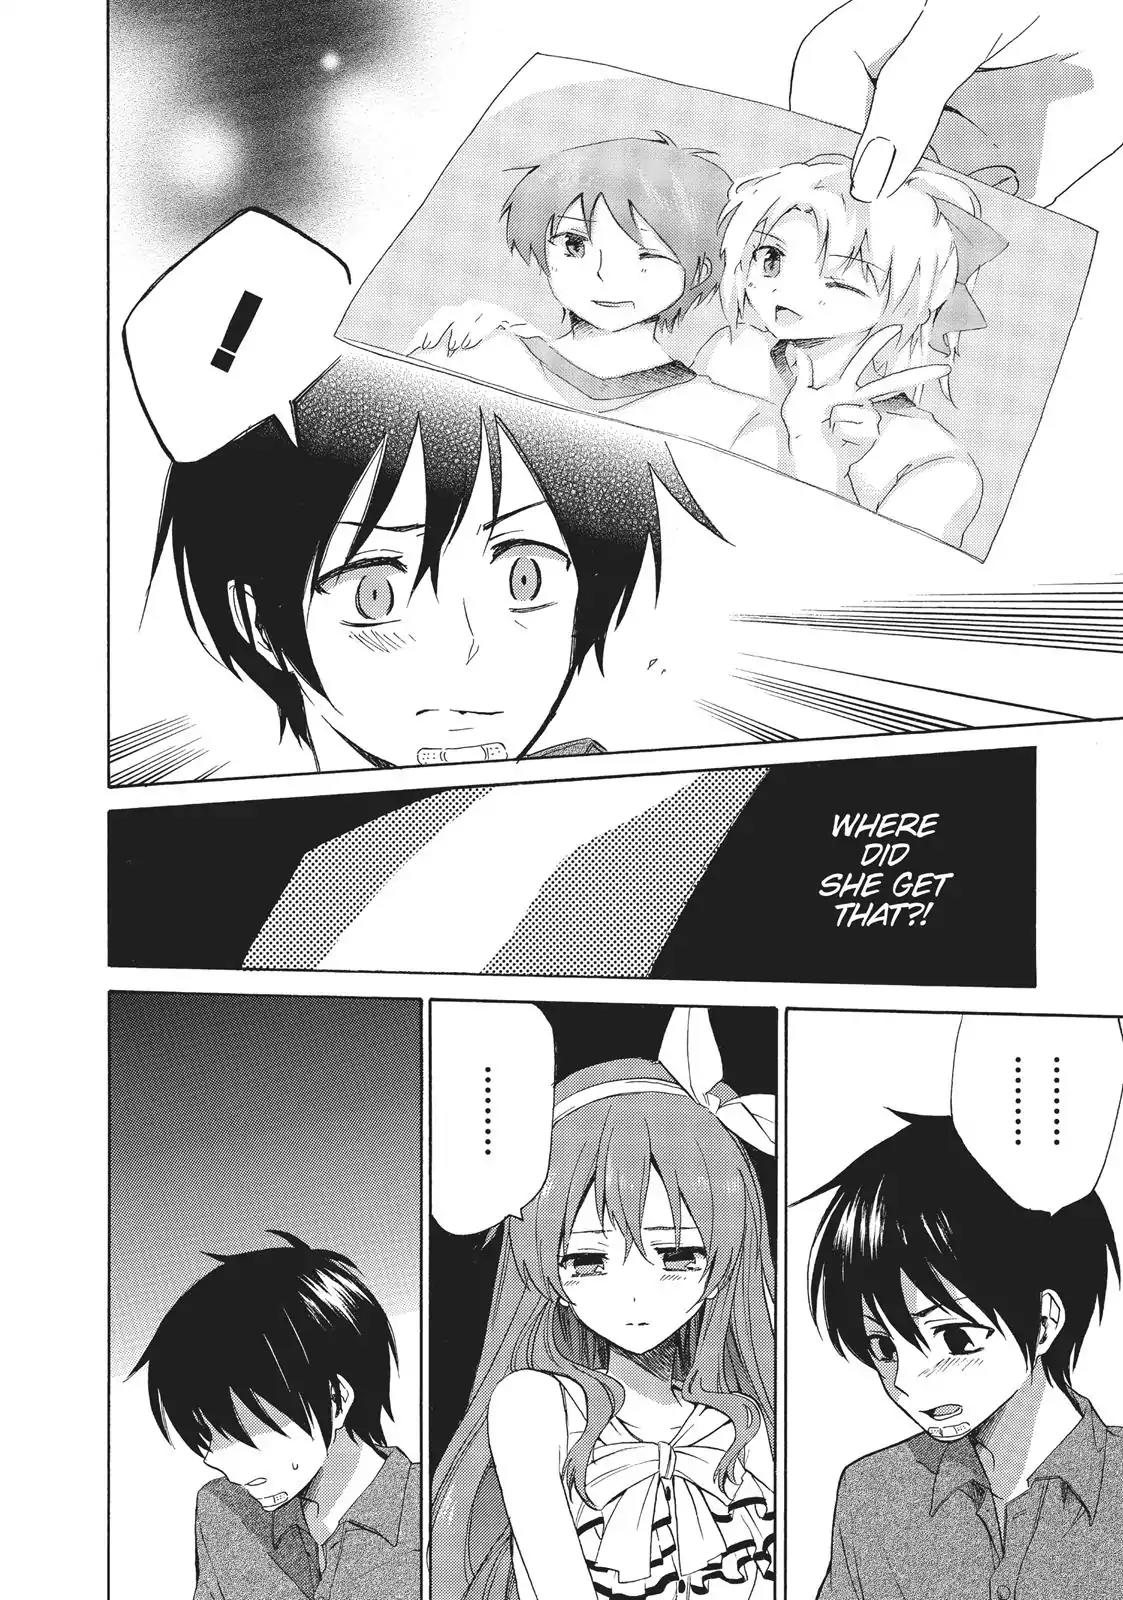 !
WHERE
DID
SHE GET
THAT?!
........
........
........